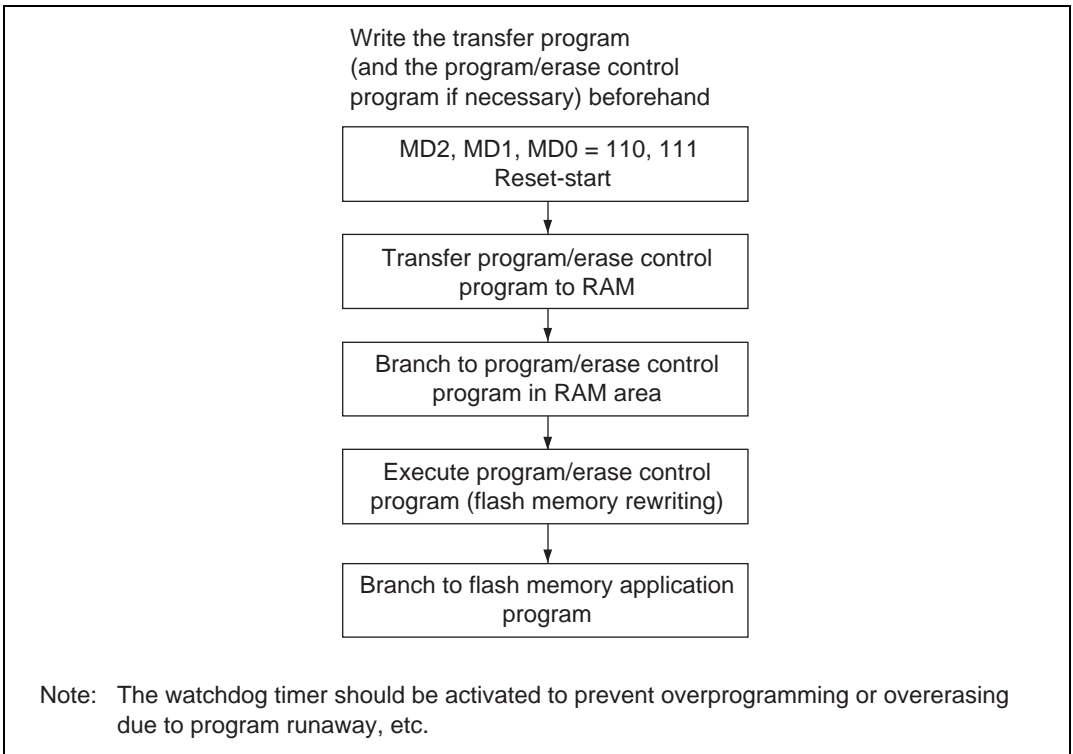 Write the transfer program
(and the program/erase control
program if necessary) beforehand
MD2, MD1, MD0 = 110, 111
Reset-start
Transfer program/erase control
program to RAM
Branch to program/erase control
program in RAM area
Execute program/erase control
program (flash memory rewriting)
Branch to flash memory application
program
Note: The watchdog timer should be activated to prevent overprogramming or overerasing
due to program runaway, etc.